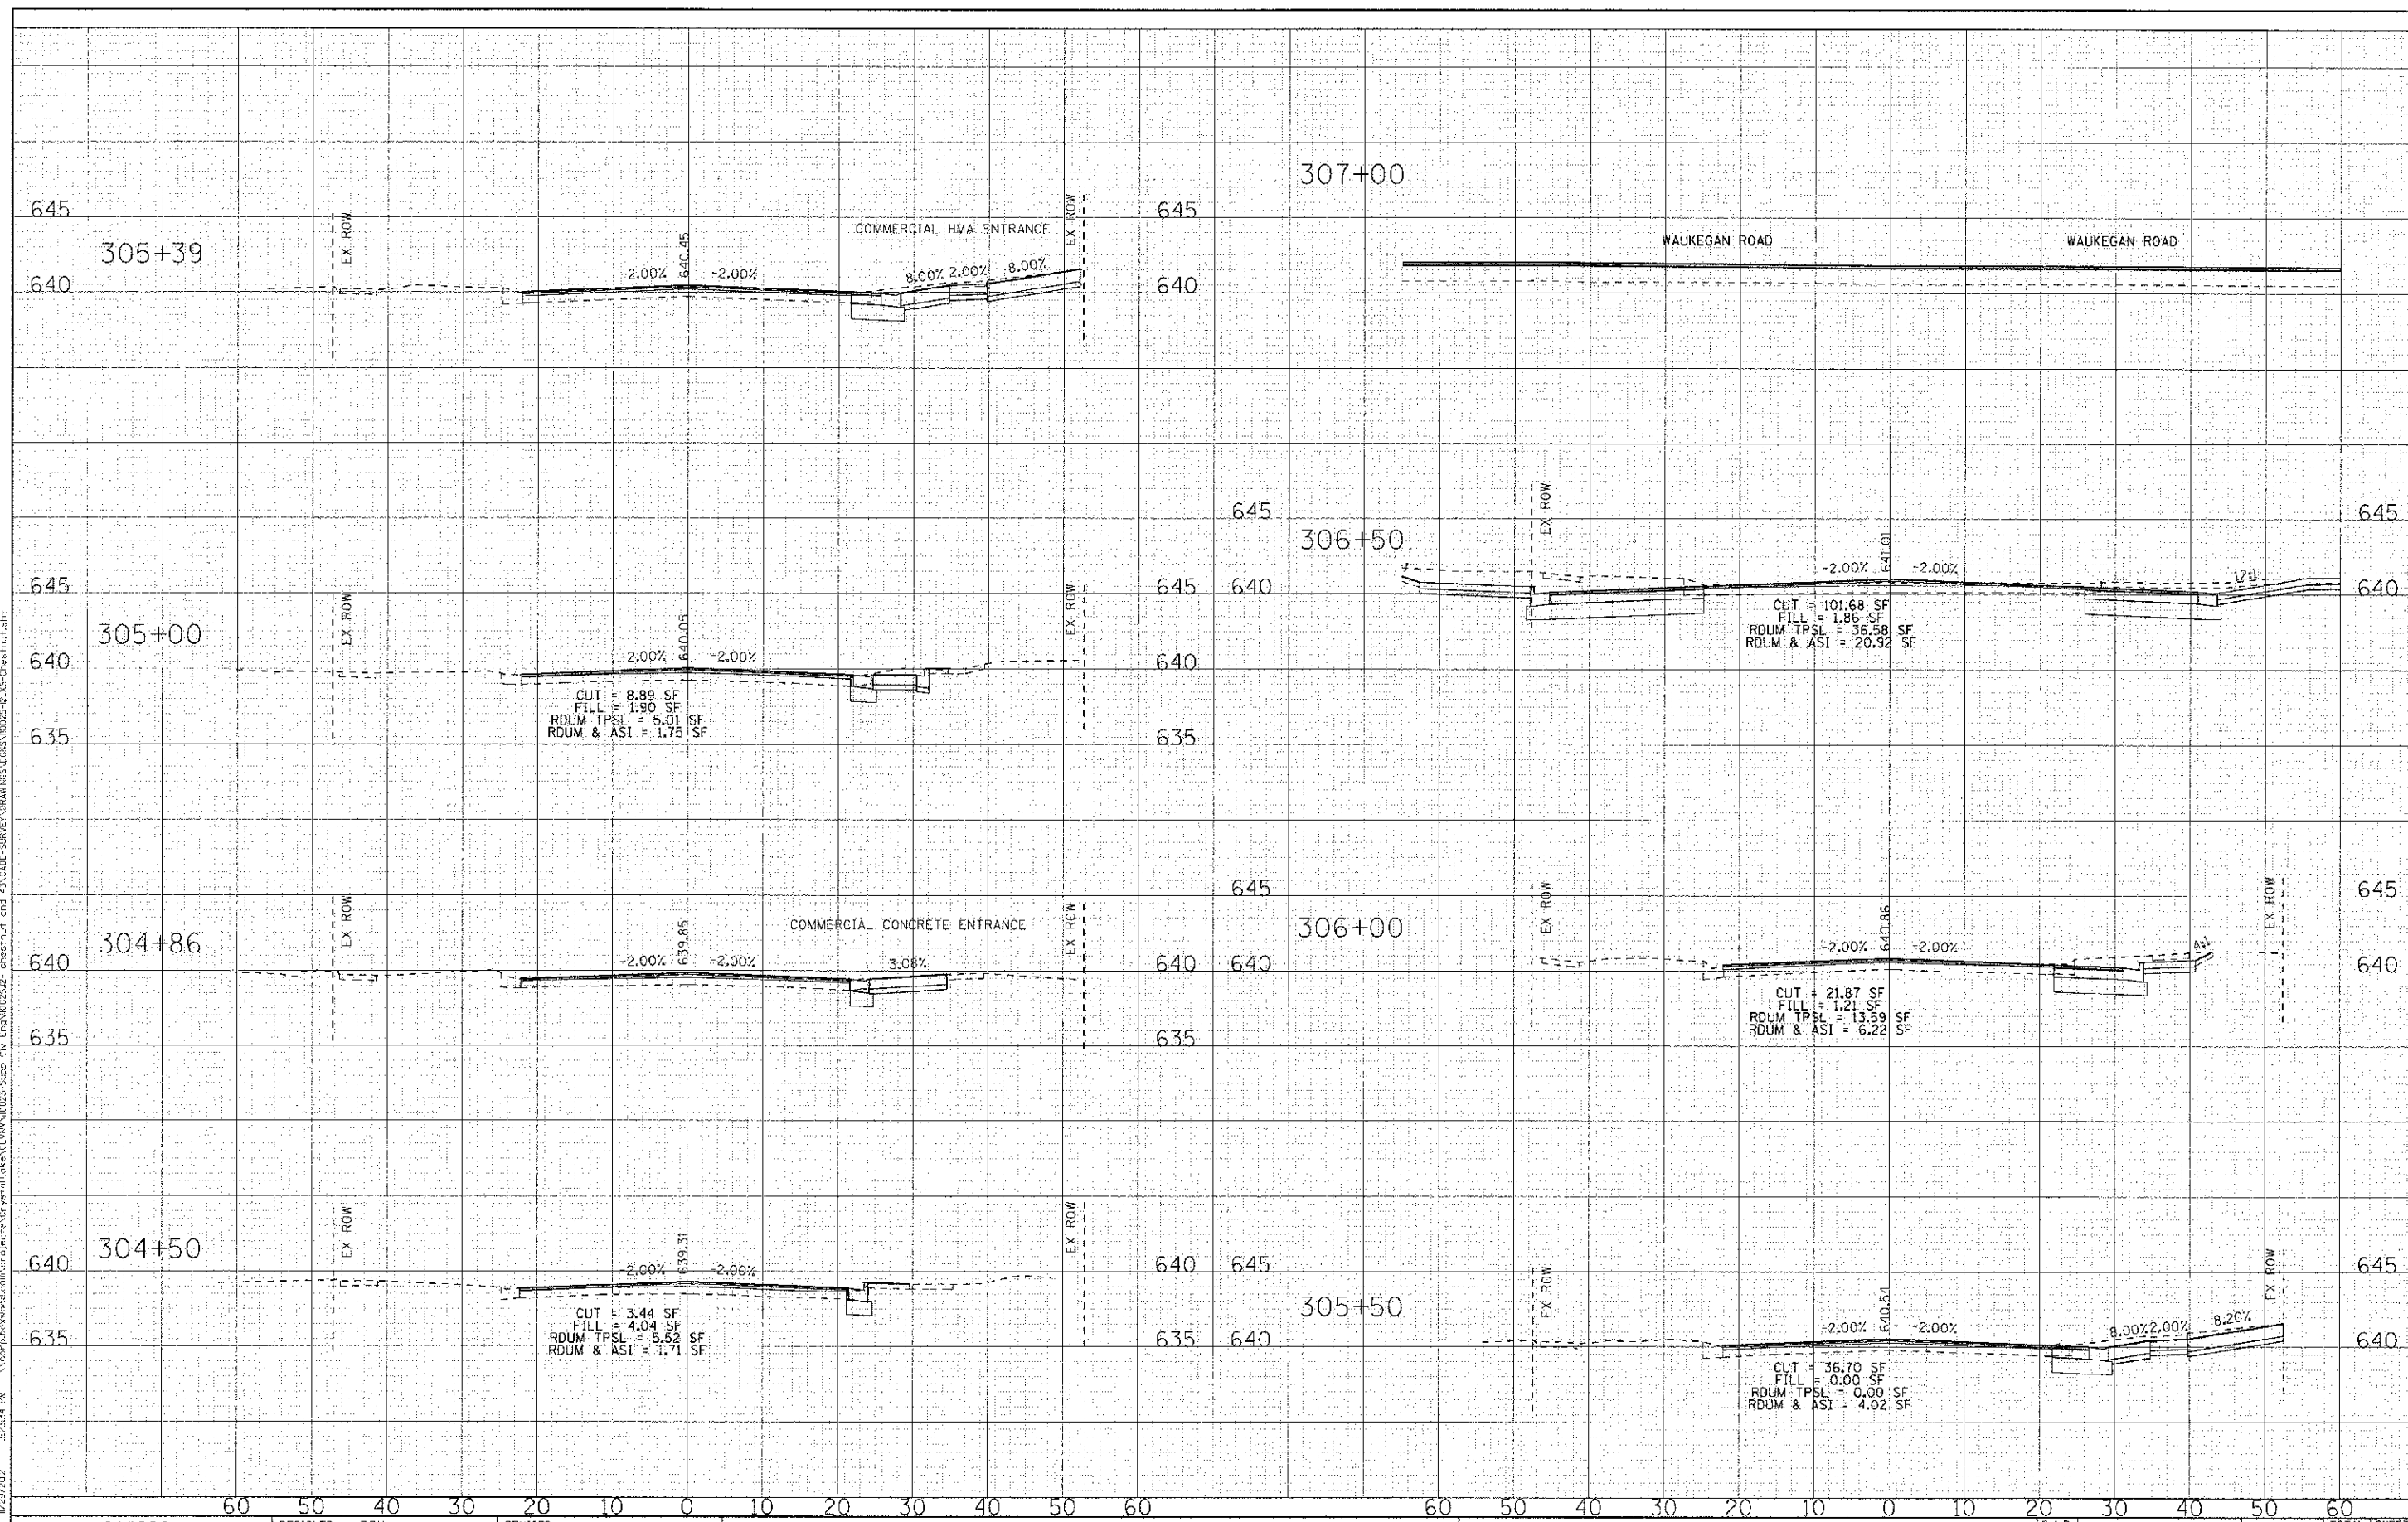 645
305+39
EX ROW
-2.00%
640.45
-2.00%
COMMERCIAL HMA ENTRANCE
8.00% 2.00% 8.00%
EX ROW
645
640
640
645
305+00
EX ROW
-2.00%
640.05
-2.00%
EX ROW
645
640
640
CUT = 8.89 SF
FILL = 1.90 SF
RDUM TPSL = 5.01 SF
RDUM & ASI = 1.75 SF
635
635
304+86
EX ROW
-2.00%
639.85
-2.00%
COMMERCIAL CONCRETE ENTRANCE
3.08%
EX ROW
640
640
635
635
304+50
EX ROW
-2.00%
639.31
-2.00%
EX ROW
640
640
CUT = 3.44 SF
FILL = 4.04 SF
RDUM TPSL = 5.52 SF
RDUM & ASI = 1.71 SF
635
635
60 50 40 30 20 10 0 10 20 30 40 50 60
307+00
WAUKEGAN ROAD
WAUKEGAN ROAD
645
306+50
EX ROW
-2.00%
641.01
-2.00%
12:1
645
640
640
CUT = 101.68 SF
FILL = 1.86 SF
RDUM TPSL = 36.58 SF
RDUM & ASI = 20.92 SF
645
306+00
EX ROW
-2.00%
640.86
-2.00%
4:1
EX ROW
645
640
640
CUT = 21.87 SF
FILL = 1.21 SF
RDUM TPSL = 13.59 SF
RDUM & ASI = 6.22 SF
645
305+50
EX ROW
-2.00%
640.54
-2.00%
8.00% 2.00% 8.20%
EX ROW
645
640
640
CUT = 36.70 SF
FILL = 0.00 SF
RDUM TPSL = 0.00 SF
RDUM & ASI = 4.02 SF
60 50 40 30 20 10 0 10 20 30 40 50 60